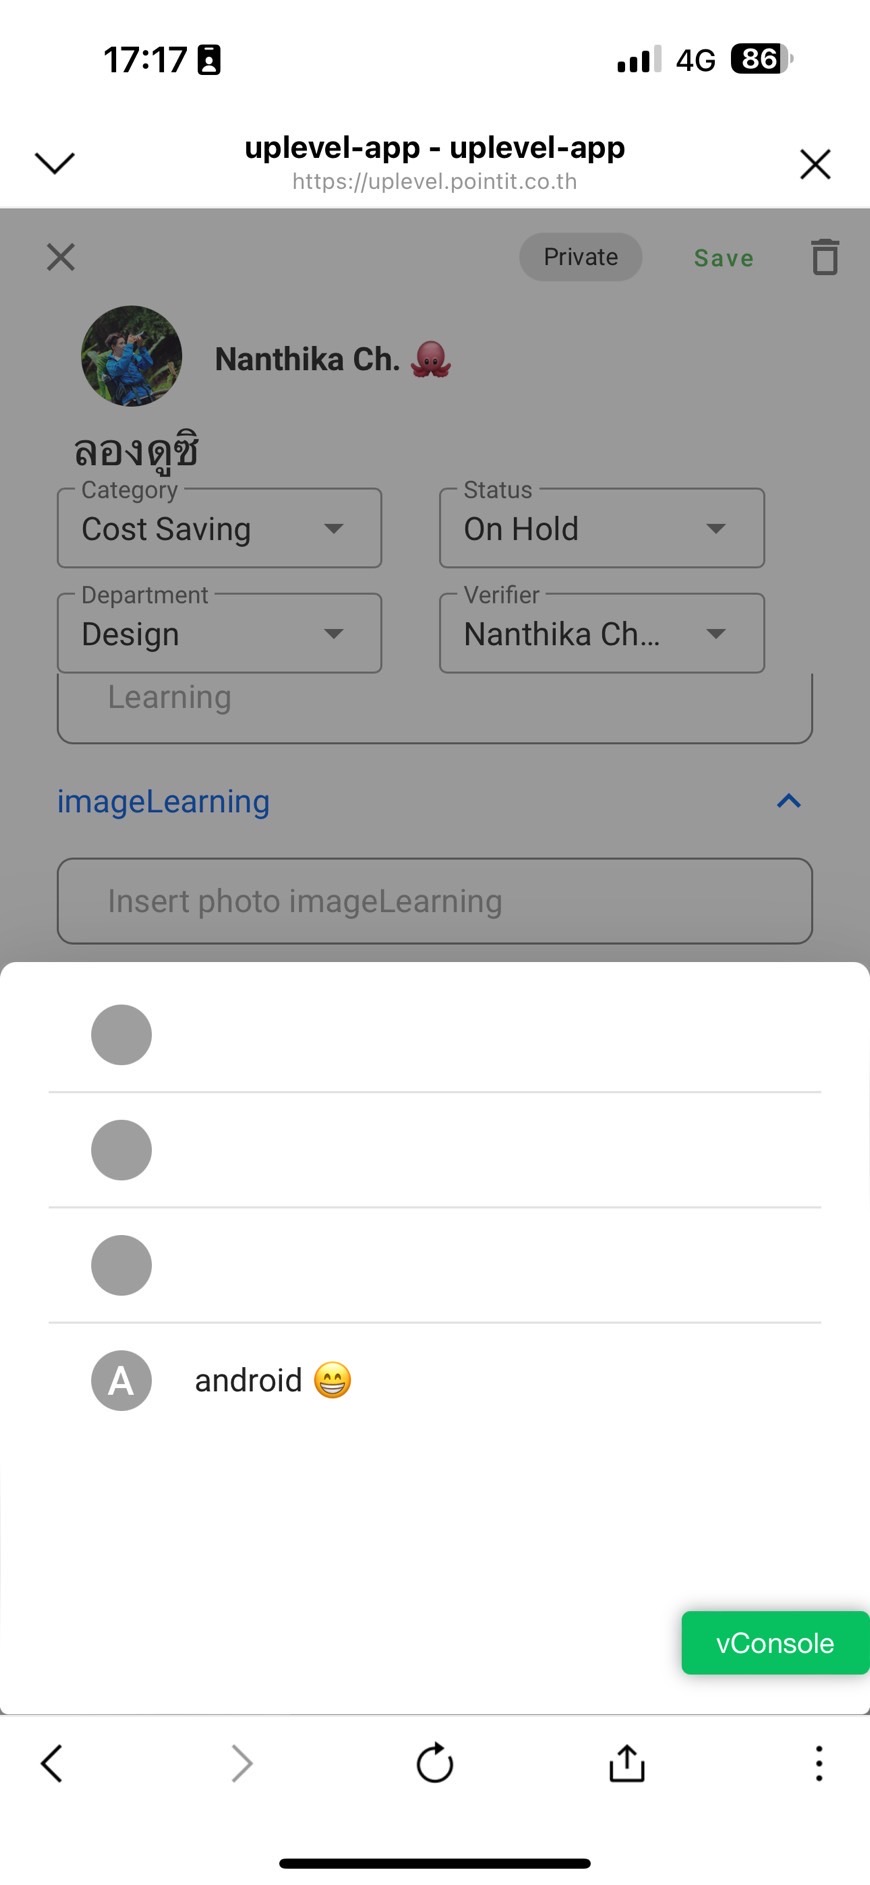 17:17
4G
86
uplevel-app - uplevel-app
https://uplevel.pointit.co.th
Private
Save
Nanthika Ch. 🐙
ลองดูซิ
Category
Status
Cost Saving
On Hold
Department
Verifier
Design
Nanthika Ch...
Learning
imageLearning
Insert photo imageLearning
A
android 😁
vConsole